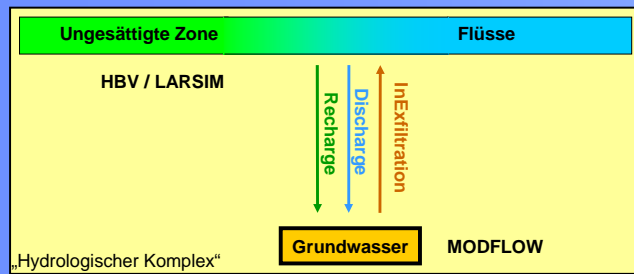 Ungesättigte Zone
Flüsse
HBV / LARSIM
Recharge
Discharge
InExfiltration
Grundwasser
MODFLOW
„Hydrologischer Komplex“